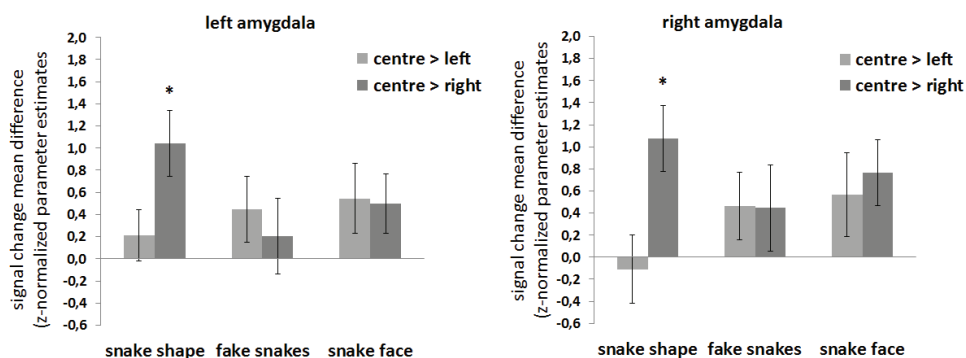 left amygdala
signal change mean difference
(z-normalized parameter estimates
2,0
1,8
1,6
1,4
1,2
1,0
0,8
0,6
0,4
0,2
0,0
-0,2
-0,4
-0,6
centre > left
centre > right
*
snake shape fake snakes snake face
right amygdala
signal change mean difference
(z-normalized parameter estimates
2,0
1,8
1,6
1,4
1,2
1,0
0,8
0,6
0,4
0,2
0,0
-0,2
-0,4
-0,6
centre > left
centre > right
*
snake shape fake snakes snake face